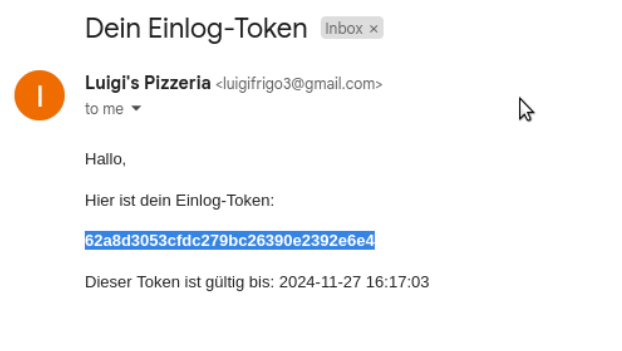 Dein Einlog-Token Inbox ×
I
Luigi's Pizzeria <luigifrigo3@gmail.com>
to me
Hallo,
Hier ist dein Einlog-Token:
62a8d3053cfdc279bc26390e2392e6e4
Dieser Token ist gültig bis: 2024-11-27 16:17:03